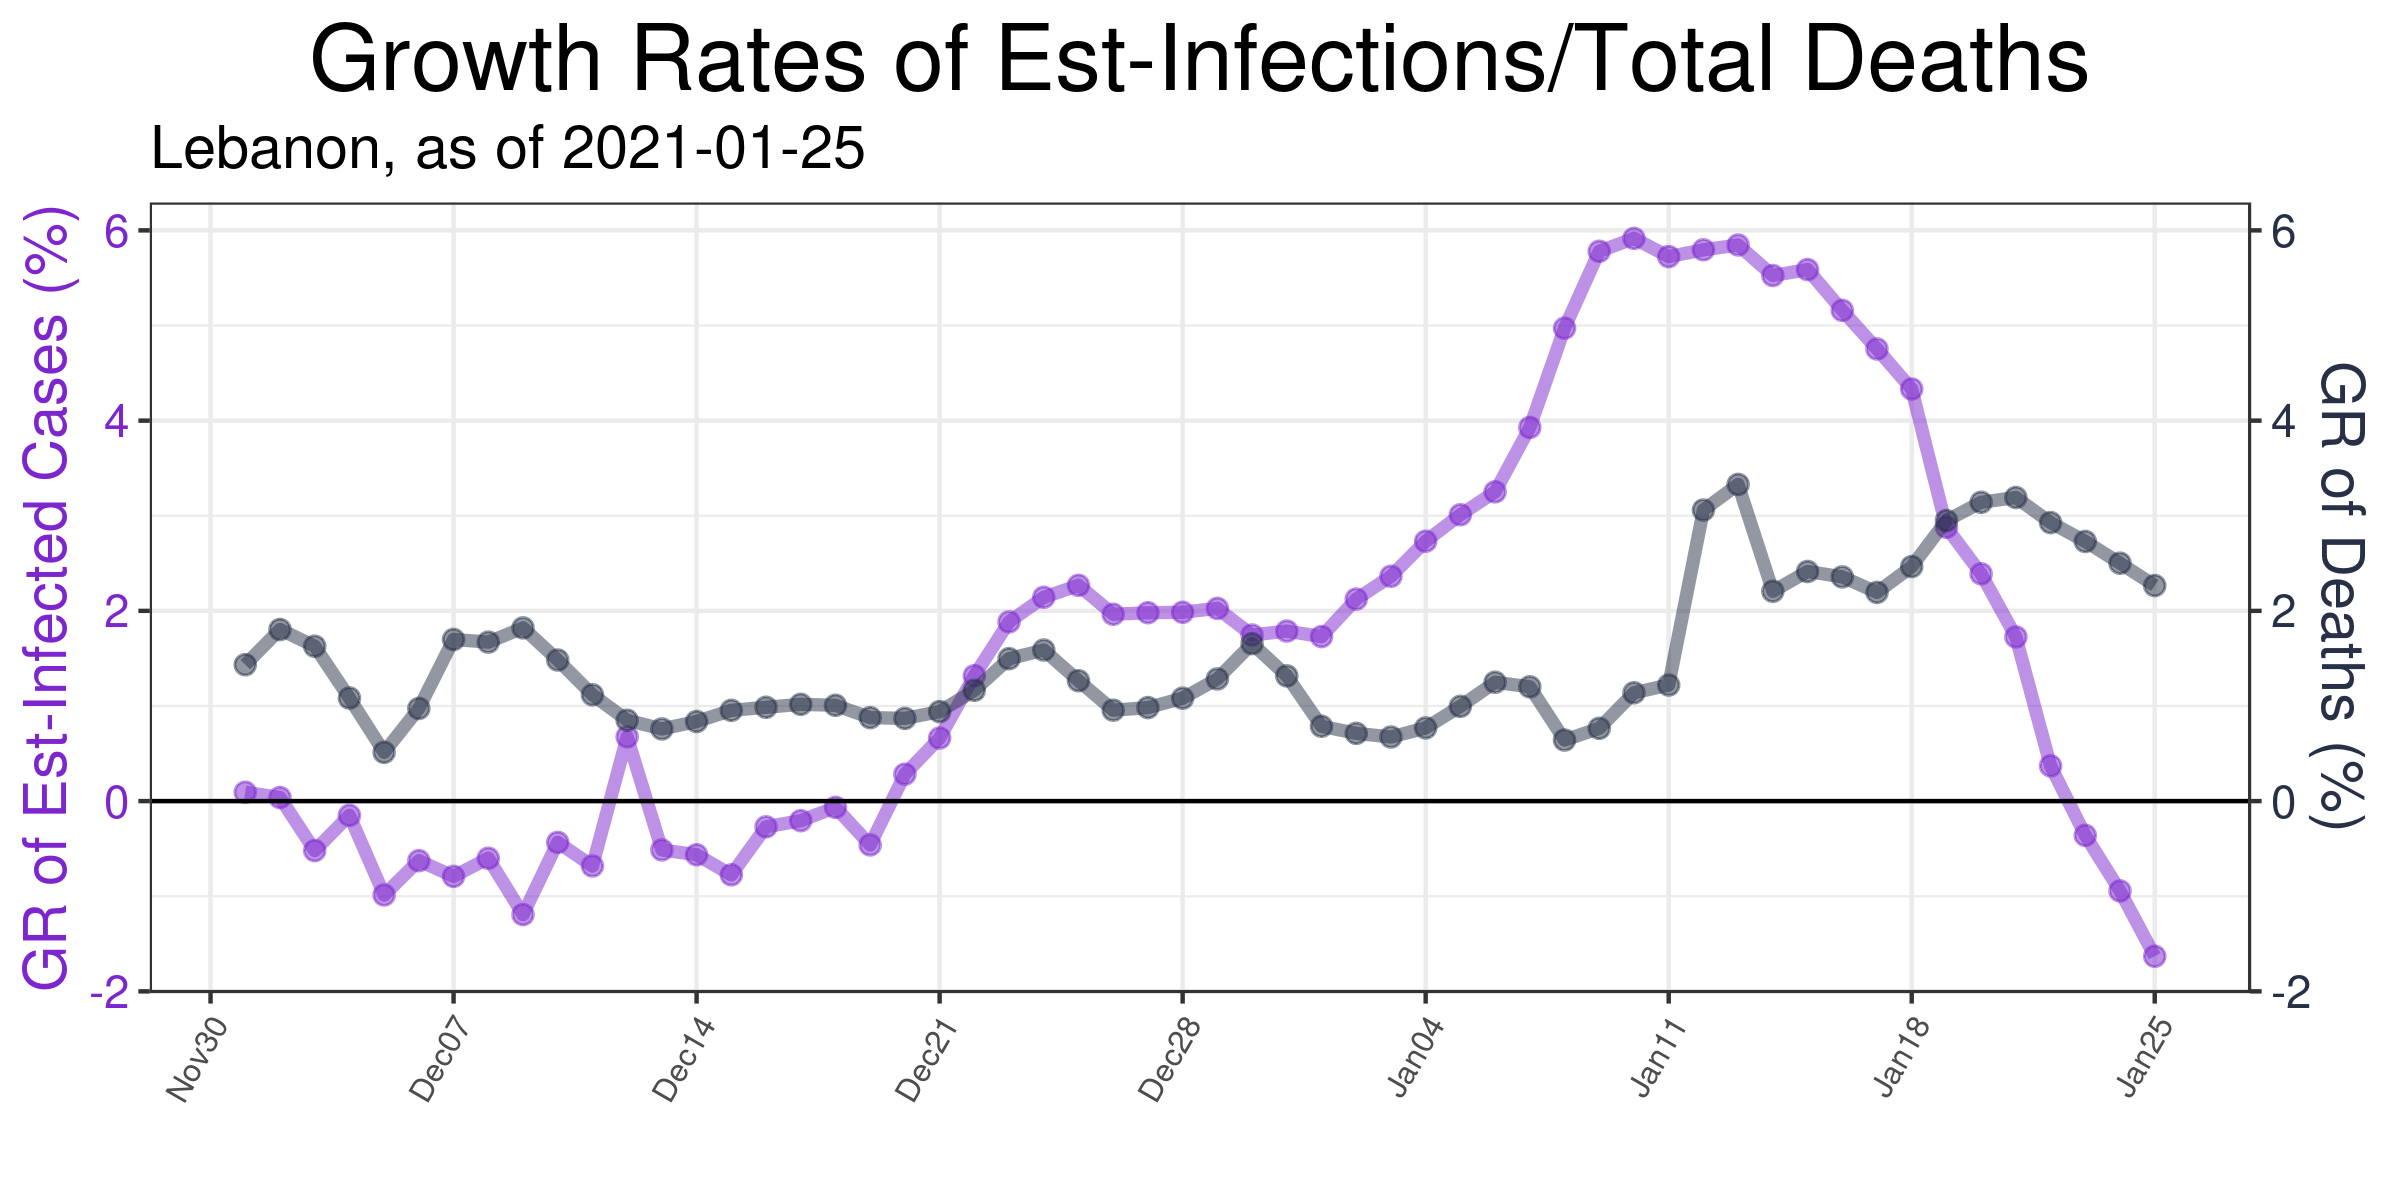 Growth Rates of Est-Infections/Total Deaths
Lebanon, as of 2021-01-25
GR of Est-Infected Cases (%)
6
4
2
0
-2
6
4
2
0
-2
GR of Deaths (%)
Nov30
Dec07
Dec14
Dec21
Dec28
Jan04
Jan11
Jan18
Jan25